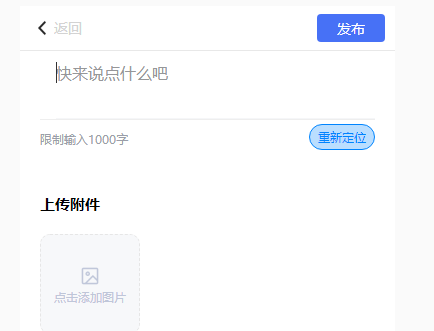 返回
发布
快来说点什么吧
限制输入1000字
重新定位
上传附件
点击添加图片